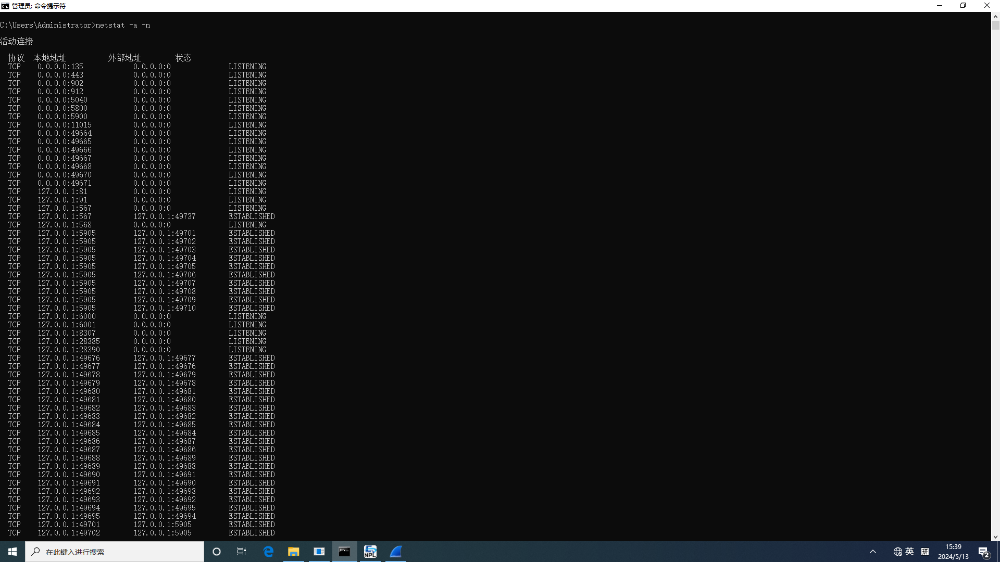 管理员: 命令提示符
C:\Users\Administrator>netstat -a -n
活动连接
协议 本地地址 外部地址 状态
TCP 0.0.0.0:135 0.0.0.0:0 LISTENING
TCP 0.0.0.0:443 0.0.0.0:0 LISTENING
TCP 0.0.0.0:902 0.0.0.0:0 LISTENING
TCP 0.0.0.0:912 0.0.0.0:0 LISTENING
TCP 0.0.0.0:5040 0.0.0.0:0 LISTENING
TCP 0.0.0.0:5800 0.0.0.0:0 LISTENING
TCP 0.0.0.0:5900 0.0.0.0:0 LISTENING
TCP 0.0.0.0:11015 0.0.0.0:0 LISTENING
TCP 0.0.0.0:49664 0.0.0.0:0 LISTENING
TCP 0.0.0.0:49665 0.0.0.0:0 LISTENING
TCP 0.0.0.0:49666 0.0.0.0:0 LISTENING
TCP 0.0.0.0:49667 0.0.0.0:0 LISTENING
TCP 0.0.0.0:49668 0.0.0.0:0 LISTENING
TCP 0.0.0.0:49670 0.0.0.0:0 LISTENING
TCP 0.0.0.0:49671 0.0.0.0:0 LISTENING
TCP 127.0.0.1:81 0.0.0.0:0 LISTENING
TCP 127.0.0.1:91 0.0.0.0:0 LISTENING
TCP 127.0.0.1:567 0.0.0.0:0 LISTENING
TCP 127.0.0.1:567 127.0.0.1:49737 ESTABLISHED
TCP 127.0.0.1:568 0.0.0.0:0 LISTENING
TCP 127.0.0.1:5905 127.0.0.1:49701 ESTABLISHED
TCP 127.0.0.1:5905 127.0.0.1:49702 ESTABLISHED
TCP 127.0.0.1:5905 127.0.0.1:49703 ESTABLISHED
TCP 127.0.0.1:5905 127.0.0.1:49704 ESTABLISHED
TCP 127.0.0.1:5905 127.0.0.1:49705 ESTABLISHED
TCP 127.0.0.1:5905 127.0.0.1:49706 ESTABLISHED
TCP 127.0.0.1:5905 127.0.0.1:49707 ESTABLISHED
TCP 127.0.0.1:5905 127.0.0.1:49708 ESTABLISHED
TCP 127.0.0.1:5905 127.0.0.1:49709 ESTABLISHED
TCP 127.0.0.1:5905 127.0.0.1:49710 ESTABLISHED
TCP 127.0.0.1:6000 0.0.0.0:0 LISTENING
TCP 127.0.0.1:6001 0.0.0.0:0 LISTENING
TCP 127.0.0.1:8307 0.0.0.0:0 LISTENING
TCP 127.0.0.1:28385 0.0.0.0:0 LISTENING
TCP 127.0.0.1:28390 0.0.0.0:0 LISTENING
TCP 127.0.0.1:49676 127.0.0.1:49677 ESTABLISHED
TCP 127.0.0.1:49677 127.0.0.1:49676 ESTABLISHED
TCP 127.0.0.1:49678 127.0.0.1:49679 ESTABLISHED
TCP 127.0.0.1:49679 127.0.0.1:49678 ESTABLISHED
TCP 127.0.0.1:49680 127.0.0.1:49681 ESTABLISHED
TCP 127.0.0.1:49681 127.0.0.1:49680 ESTABLISHED
TCP 127.0.0.1:49682 127.0.0.1:49683 ESTABLISHED
TCP 127.0.0.1:49683 127.0.0.1:49682 ESTABLISHED
TCP 127.0.0.1:49684 127.0.0.1:49685 ESTABLISHED
TCP 127.0.0.1:49685 127.0.0.1:49684 ESTABLISHED
TCP 127.0.0.1:49686 127.0.0.1:49687 ESTABLISHED
TCP 127.0.0.1:49687 127.0.0.1:49686 ESTABLISHED
TCP 127.0.0.1:49688 127.0.0.1:49689 ESTABLISHED
TCP 127.0.0.1:49689 127.0.0.1:49688 ESTABLISHED
TCP 127.0.0.1:49690 127.0.0.1:49691 ESTABLISHED
TCP 127.0.0.1:49691 127.0.0.1:49690 ESTABLISHED
TCP 127.0.0.1:49692 127.0.0.1:49693 ESTABLISHED
TCP 127.0.0.1:49693 127.0.0.1:49692 ESTABLISHED
TCP 127.0.0.1:49694 127.0.0.1:49695 ESTABLISHED
TCP 127.0.0.1:49695 127.0.0.1:49694 ESTABLISHED
TCP 127.0.0.1:49701 127.0.0.1:5905 ESTABLISHED
TCP 127.0.0.1:49702 127.0.0.1:5905 ESTABLISHED
在此键入进行搜索
NPL
英
拼
15:39
2024/5/13
2